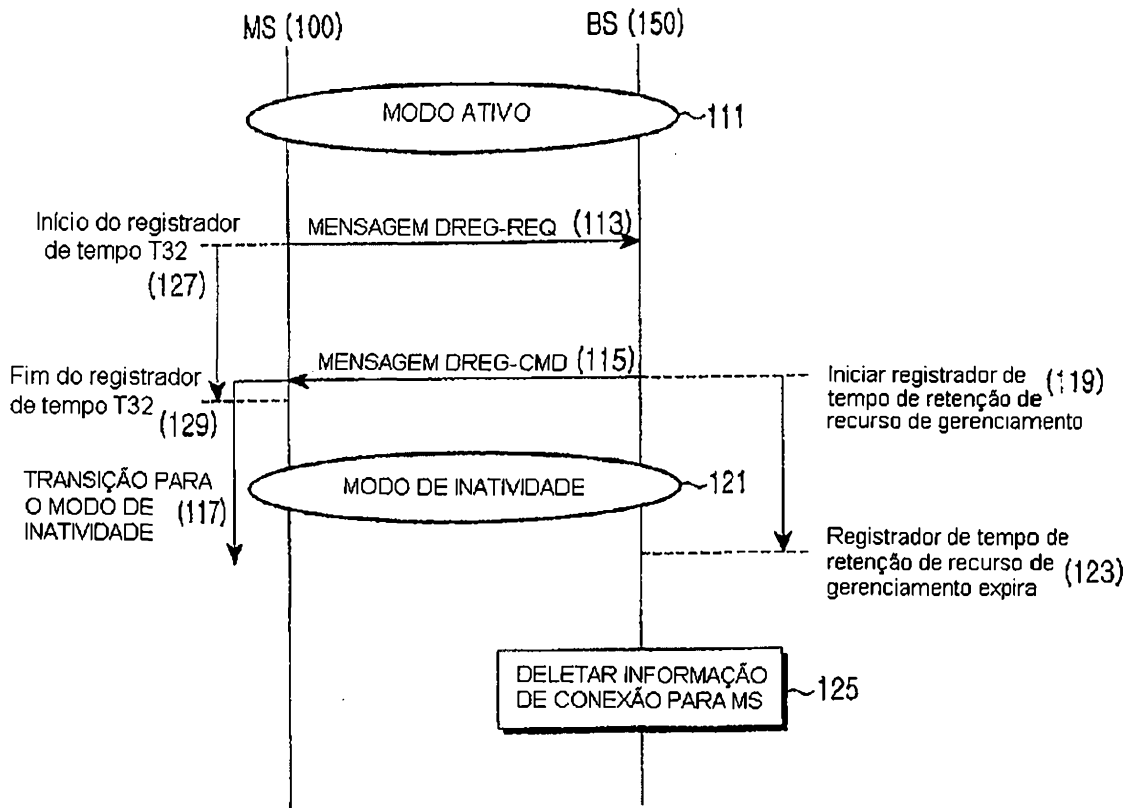 MS (100)
BS (150)
MODO ATIVO
111
Início do registrador
de tempo T32
(127)
MENSAGEM DREG-REQ (113)
MENSAGEM DREG-CMD (115)
Fim do registrador
de tempo T32
(129)
Iniciar registrador de
tempo de retenção de
recurso de gerenciamento
(119)
TRANSIÇÃO PARA
O MODO DE
INATIVIDADE
(117)
MODO DE INATIVIDADE
121
Registrador de tempo de
retenção de recurso de
gerenciamento expira
(123)
DELETAR INFORMAÇÃO
DE CONEXÃO PARA MS
125